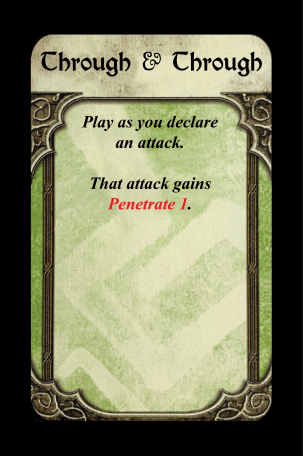 Through & Through
Play as you declare
an attack.
That attack gains
Penetrate 1.